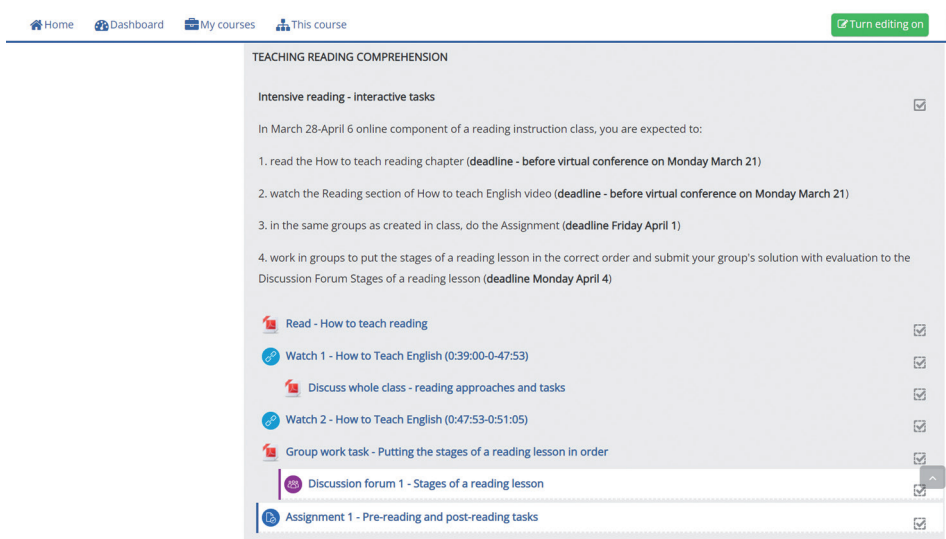 Home Dashboard My courses This course Turn editing on
TEACHING READING COMPREHENSION
Intensive reading - interactive tasks
In March 28-April 6 online component of a reading instruction class, you are expected to:
1. read the How to teach reading chapter (deadline - before virtual conference on Monday March 21)
2. watch the Reading section of How to teach English video (deadline - before virtual conference on Monday March 21)
3. in the same groups as created in class, do the Assignment (deadline Friday April 1)
4. work in groups to put the stages of a reading lesson in the correct order and submit your group's solution with evaluation to the
Discussion Forum Stages of a reading lesson (deadline Monday April 4)
Read - How to teach reading
Watch 1 - How to Teach English (0:39:00-0-47:53)
Discuss whole class - reading approaches and tasks
Watch 2 - How to Teach English (0:47:53-0:51:05)
Group work task - Putting the stages of a reading lesson in order
Discussion forum 1 - Stages of a reading lesson
Assignment 1 - Pre-reading and post-reading tasks